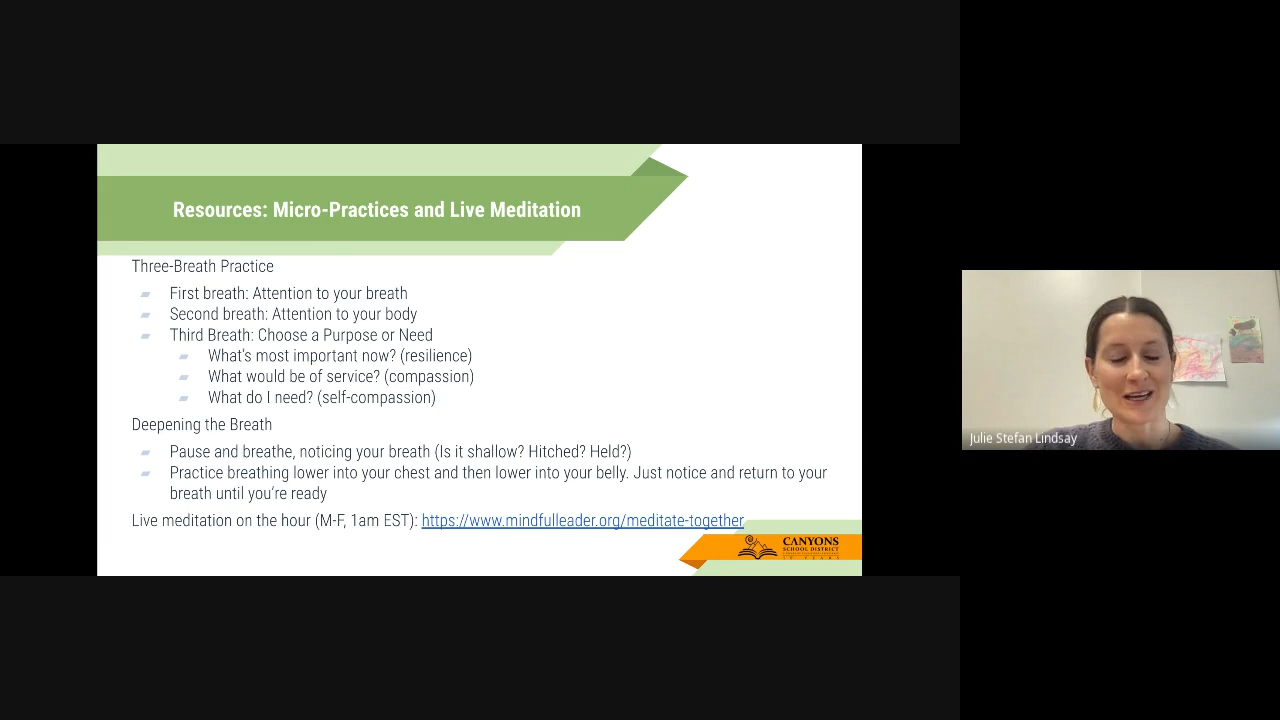 Resources: Micro-Practices and Live Meditation
Three-Breath Practice
First breath: Attention to your breath
Second breath: Attention to your body
Third Breath: Choose a Purpose or Need
What's most important now? (resilience)
What would be of service? (compassion)
What do I need? (self-compassion)
Deepening the Breath
Pause and breathe, noticing your breath (Is it shallow? Hitched? Held?)
Practice breathing lower into your chest and then lower into your belly. Just notice and return to your
breath until you're ready
Live meditation on the hour (M-F, 1am EST): https://www.mindfulleader.org/meditate-together
CANYONS
SCHOOL DISTRICT
Julie Stefan Lindsay